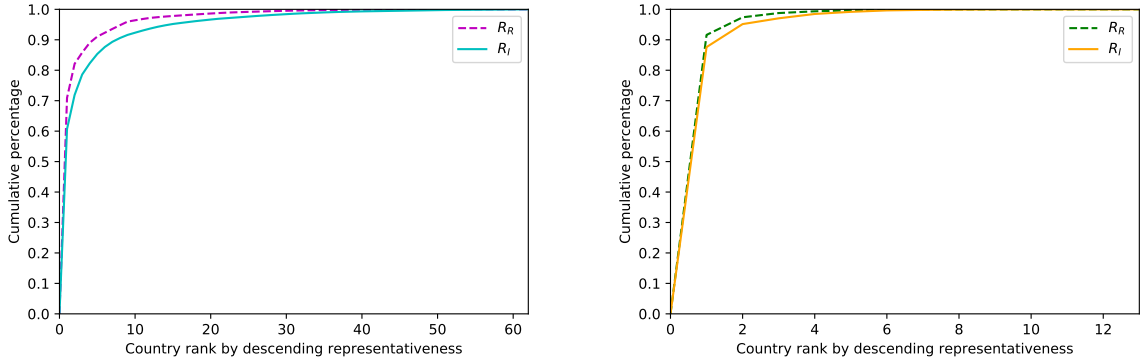 1.0
0.9
0.8
0.7
0.6
0.5
0.4
0.3
0.2
0.1
0.0
Cumulative percentage
R_R
R_I
0 10 20 30 40 50 60
Country rank by descending representativeness
1.0
0.9
0.8
0.7
0.6
0.5
0.4
0.3
0.2
0.1
0.0
Cumulative percentage
R_R
R_I
0 2 4 6 8 10 12
Country rank by descending representativeness